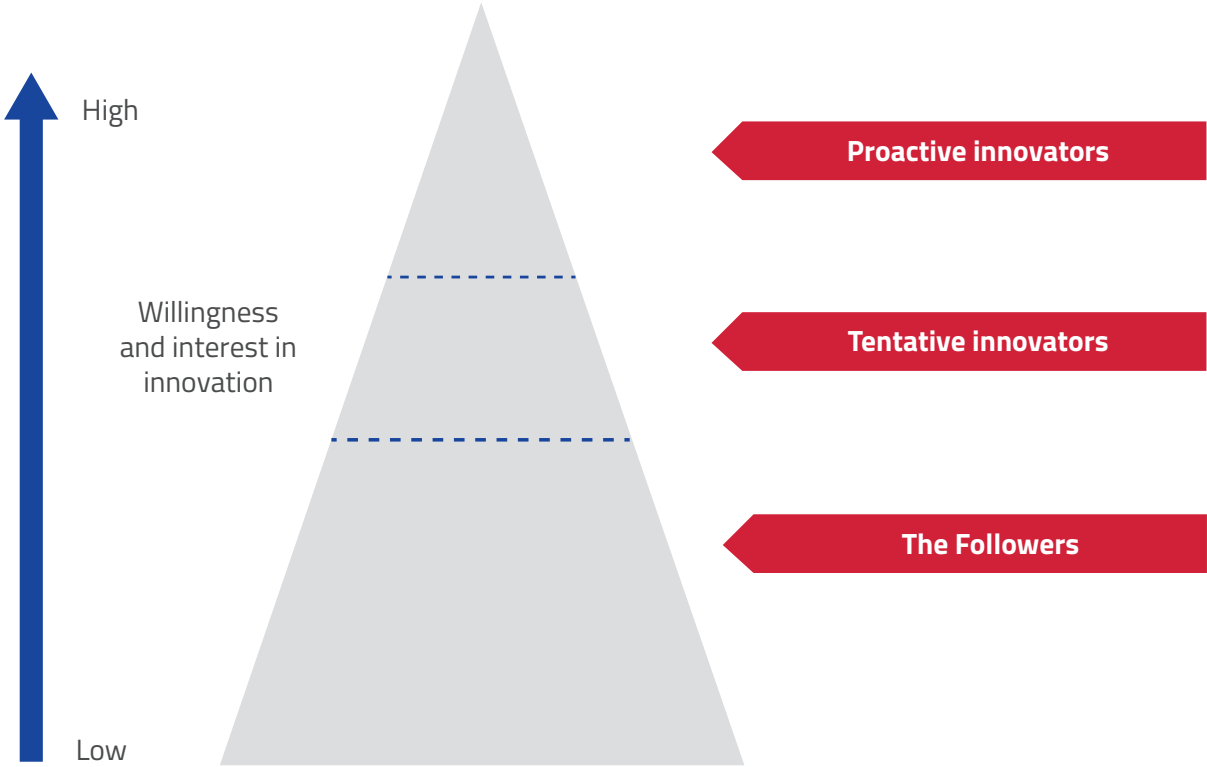 High
Proactive innovators
Willingness
and interest in
innovation
Tentative innovators
The Followers
Low